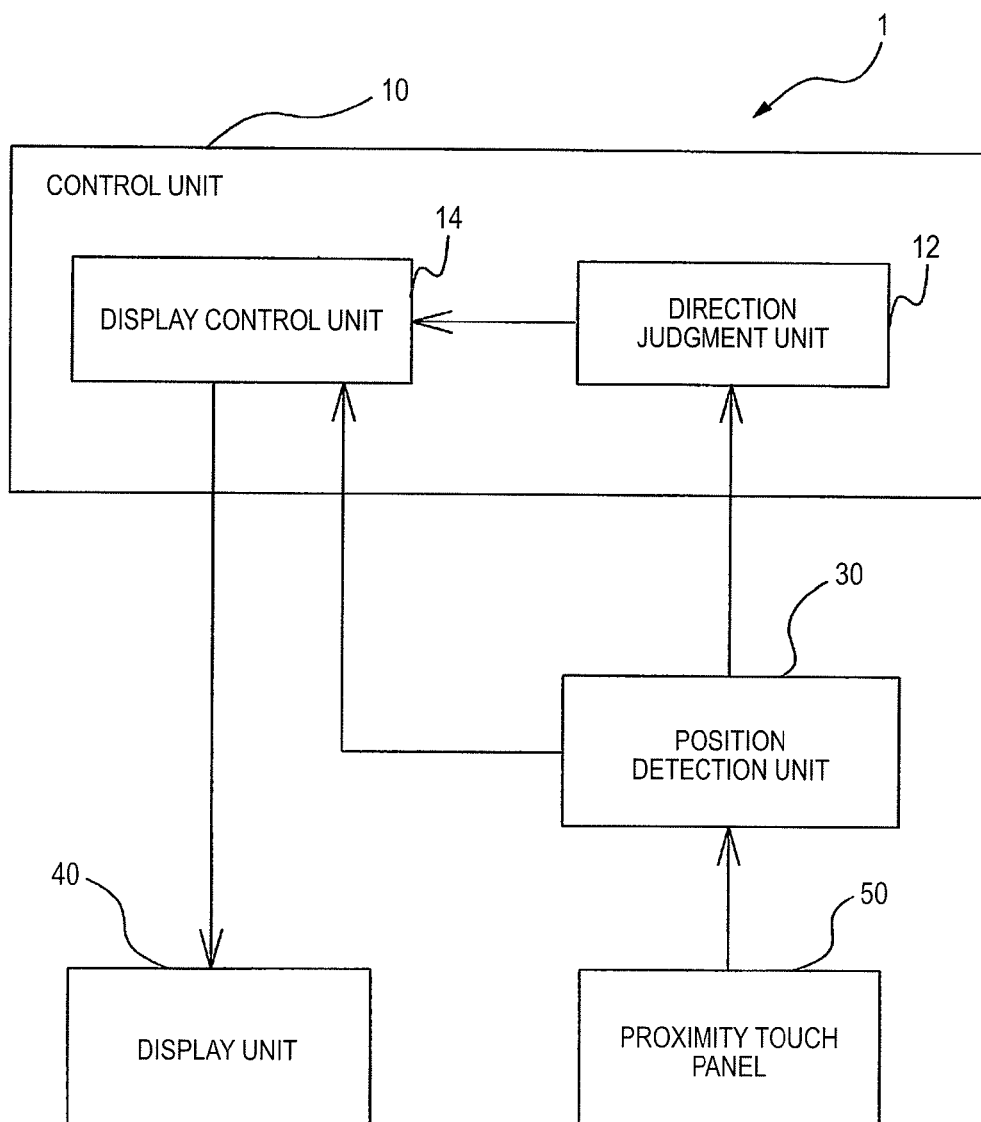 1
10
CONTROL UNIT
14
12
DISPLAY CONTROL UNIT
DIRECTION
JUDGMENT UNIT
30
POSITION
DETECTION UNIT
40
50
DISPLAY UNIT
PROXIMITY TOUCH
PANEL